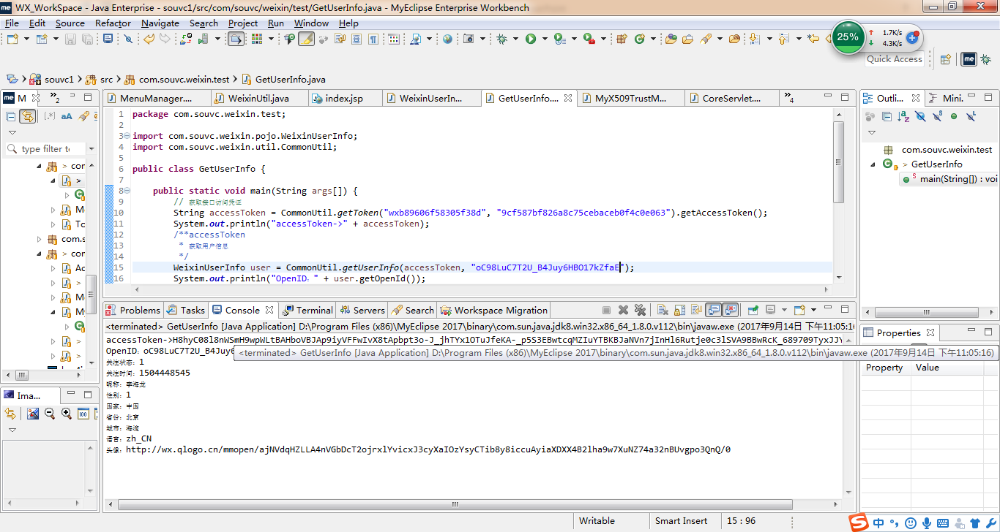 WX_WorkSpace - Java Enterprise - souvc1/src/com/souvc/weixin/test/GetUserInfo.java - MyEclipse Enterprise Workbench
File Edit Source Refactor Navigate Search Project Run Window Help
25% 1.7K/s
4.3K/s
Quick Access
me
souvc1 src com.souvc.weixin.test GetUserInfo.java
me M 2
MenuManager.... WeixinUtil.java index.jsp WeixinUserIn... GetUserInfo.... MyX509TrustM... CoreServlet.... 4
Outli... Mini.
type filter te
> cor
>
M
To
com.s
> cor
Ac
>
M
M
>
>
>
1 package com.souvc.weixin.test;
2
3 import com.souvc.weixin.pojo.WeixinUserInfo;
4 import com.souvc.weixin.util.CommonUtil;
5
6 public class GetUserInfo {
7
8 public static void main(String args[]) {
9 // 获取接口访问凭证
10 String accessToken = CommonUtil.getToken("wxb89606f58305f38d", "9cf587bf826a8c75cebaceb0f4c0e063").getAccessToken();
11 System.out.println("accessToken->" + accessToken);
12 /**accessToken
13 * 获取用户信息
14 */
15 WeixinUserInfo user = CommonUtil.getUserInfo(accessToken, "oC98LuC7T2U_B4Juy6HBO17kZfaE");
16 System.out.println("OpenID：" + user.getOpenId());
com.souvc.weixin.test
> GetUserInfo
main(String[]) : voi
Problems Tasks Console Terminal Servers Search Workspace Migration
<terminated> GetUserInfo [Java Application] D:\Program Files (x86)\MyEclipse 2017\binary\com.sun.java.jdk8.win32.x86_64_1.8.0.v112\bin\javaw.exe (2017年9月14日 下午11:05:16
accessToken->H8hyC08l8nWSmH9wpWLtBAHboVBJAp9iyVFFwIvX8tApbpt3o-J_jhTYx1OTuJfeKA-_p5S3EBwtcqMZIuYTBKBJaNVn7jInHl6Rutje0c3lSVA9BBwRcK_689709TyxJJY
OpenID：oC98LuC7T2U_B4Juy6
<terminated> GetUserInfo [Java Application] D:\Program Files (x86)\MyEclipse 2017\binary\com.sun.java.jdk8.win32.x86_64_1.8.0.v112\bin\javaw.exe (2017年9月14日 下午11:05:16)
关注状态：1
关注时间：1504448545
昵称：李海龙
性别：1
国家：中国
省份：北京
城市：海淀
语言：zh_CN
头像：http://wx.qlogo.cn/mmopen/ajNVdqHZLLA4nVGbDcT2ojrxlYvicxJ3cyXaIOzYsyCTib8y8iccuAyiaXDXX4B2lha9w7XuNZ74a32nBUvgpo3QnQ/0
Properties
Property Value
Ima...
Writable Smart Insert 15 : 96
中